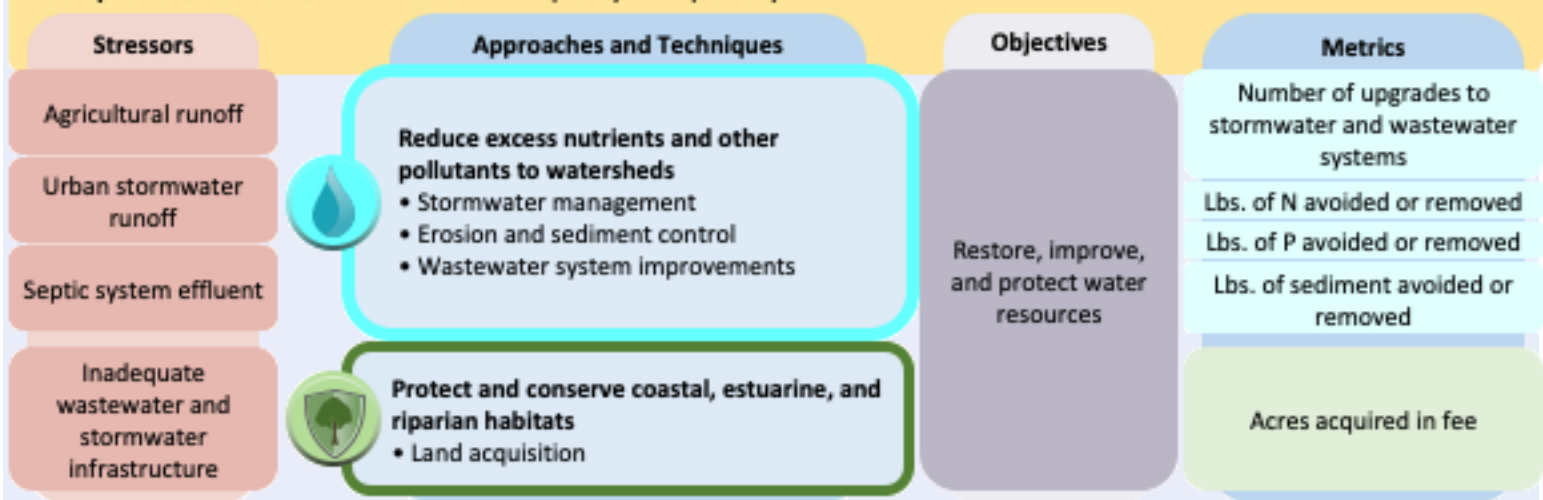 Stressors
Agricultural runoff
Urban stormwater
runoff
Septic system effluent
Inadequate
wastewater and
stormwater
infrastructure
Approaches and Techniques
Reduce excess nutrients and other
pollutants to watersheds
• Stormwater management
• Erosion and sediment control
• Wastewater system improvements
Protect and conserve coastal, estuarine, and
riparian habitats
• Land acquisition
Objectives
Restore, improve,
and protect water
resources
Metrics
Number of upgrades to
stormwater and wastewater
systems
Lbs. of N avoided or removed
Lbs. of P avoided or removed
Lbs. of sediment avoided or
removed
Acres acquired in fee